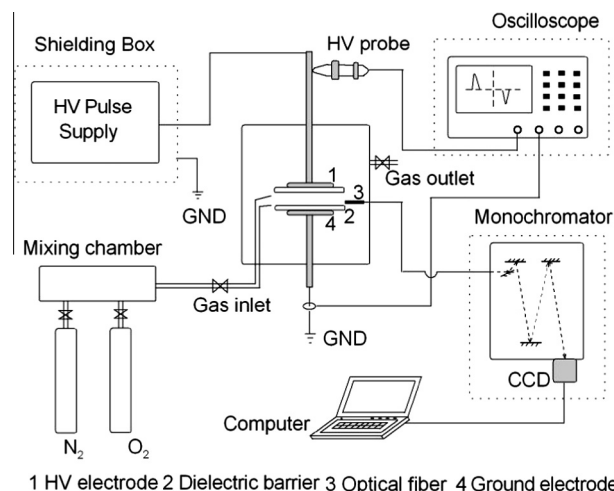 Oscilloscope
Shielding Box
HV probe
HV Pulse
Supply
1
3
2
4
Gas outlet
GND
Monochromator
Mixing chamber
Gas inlet
GND
CCD
Computer
N₂
O₂
1 HV electrode 2 Dielectric barrier 3 Optical fiber 4 Ground electrode